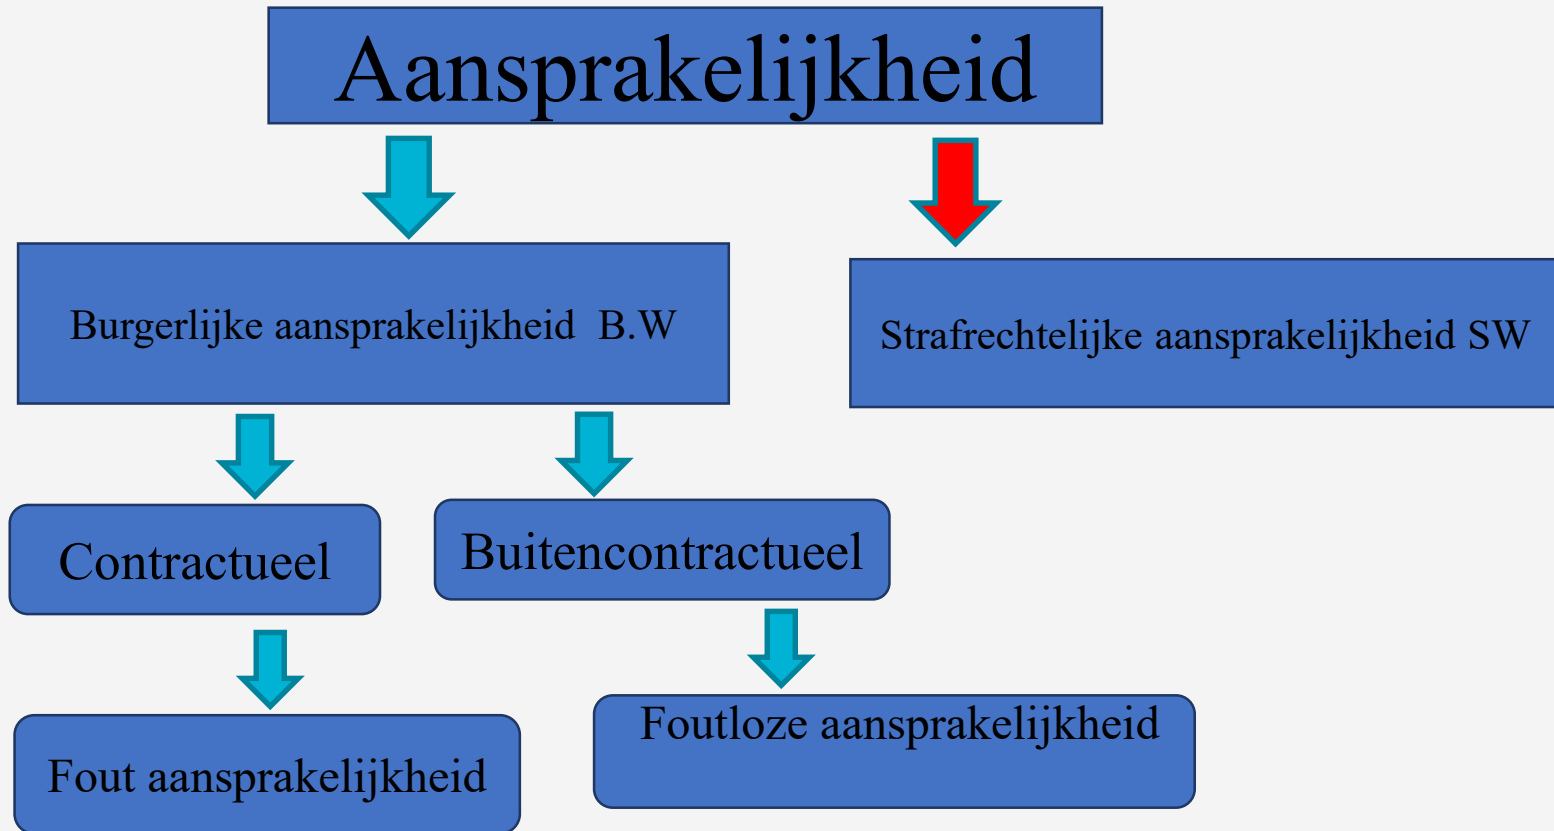 Aansprakelijkheid
Burgerlijke aansprakelijkheid  B.W
Strafrechtelijke aansprakelijkheid SW
Contractueel
Buitencontractueel
Fout aansprakelijkheid
Foutloze aansprakelijkheid